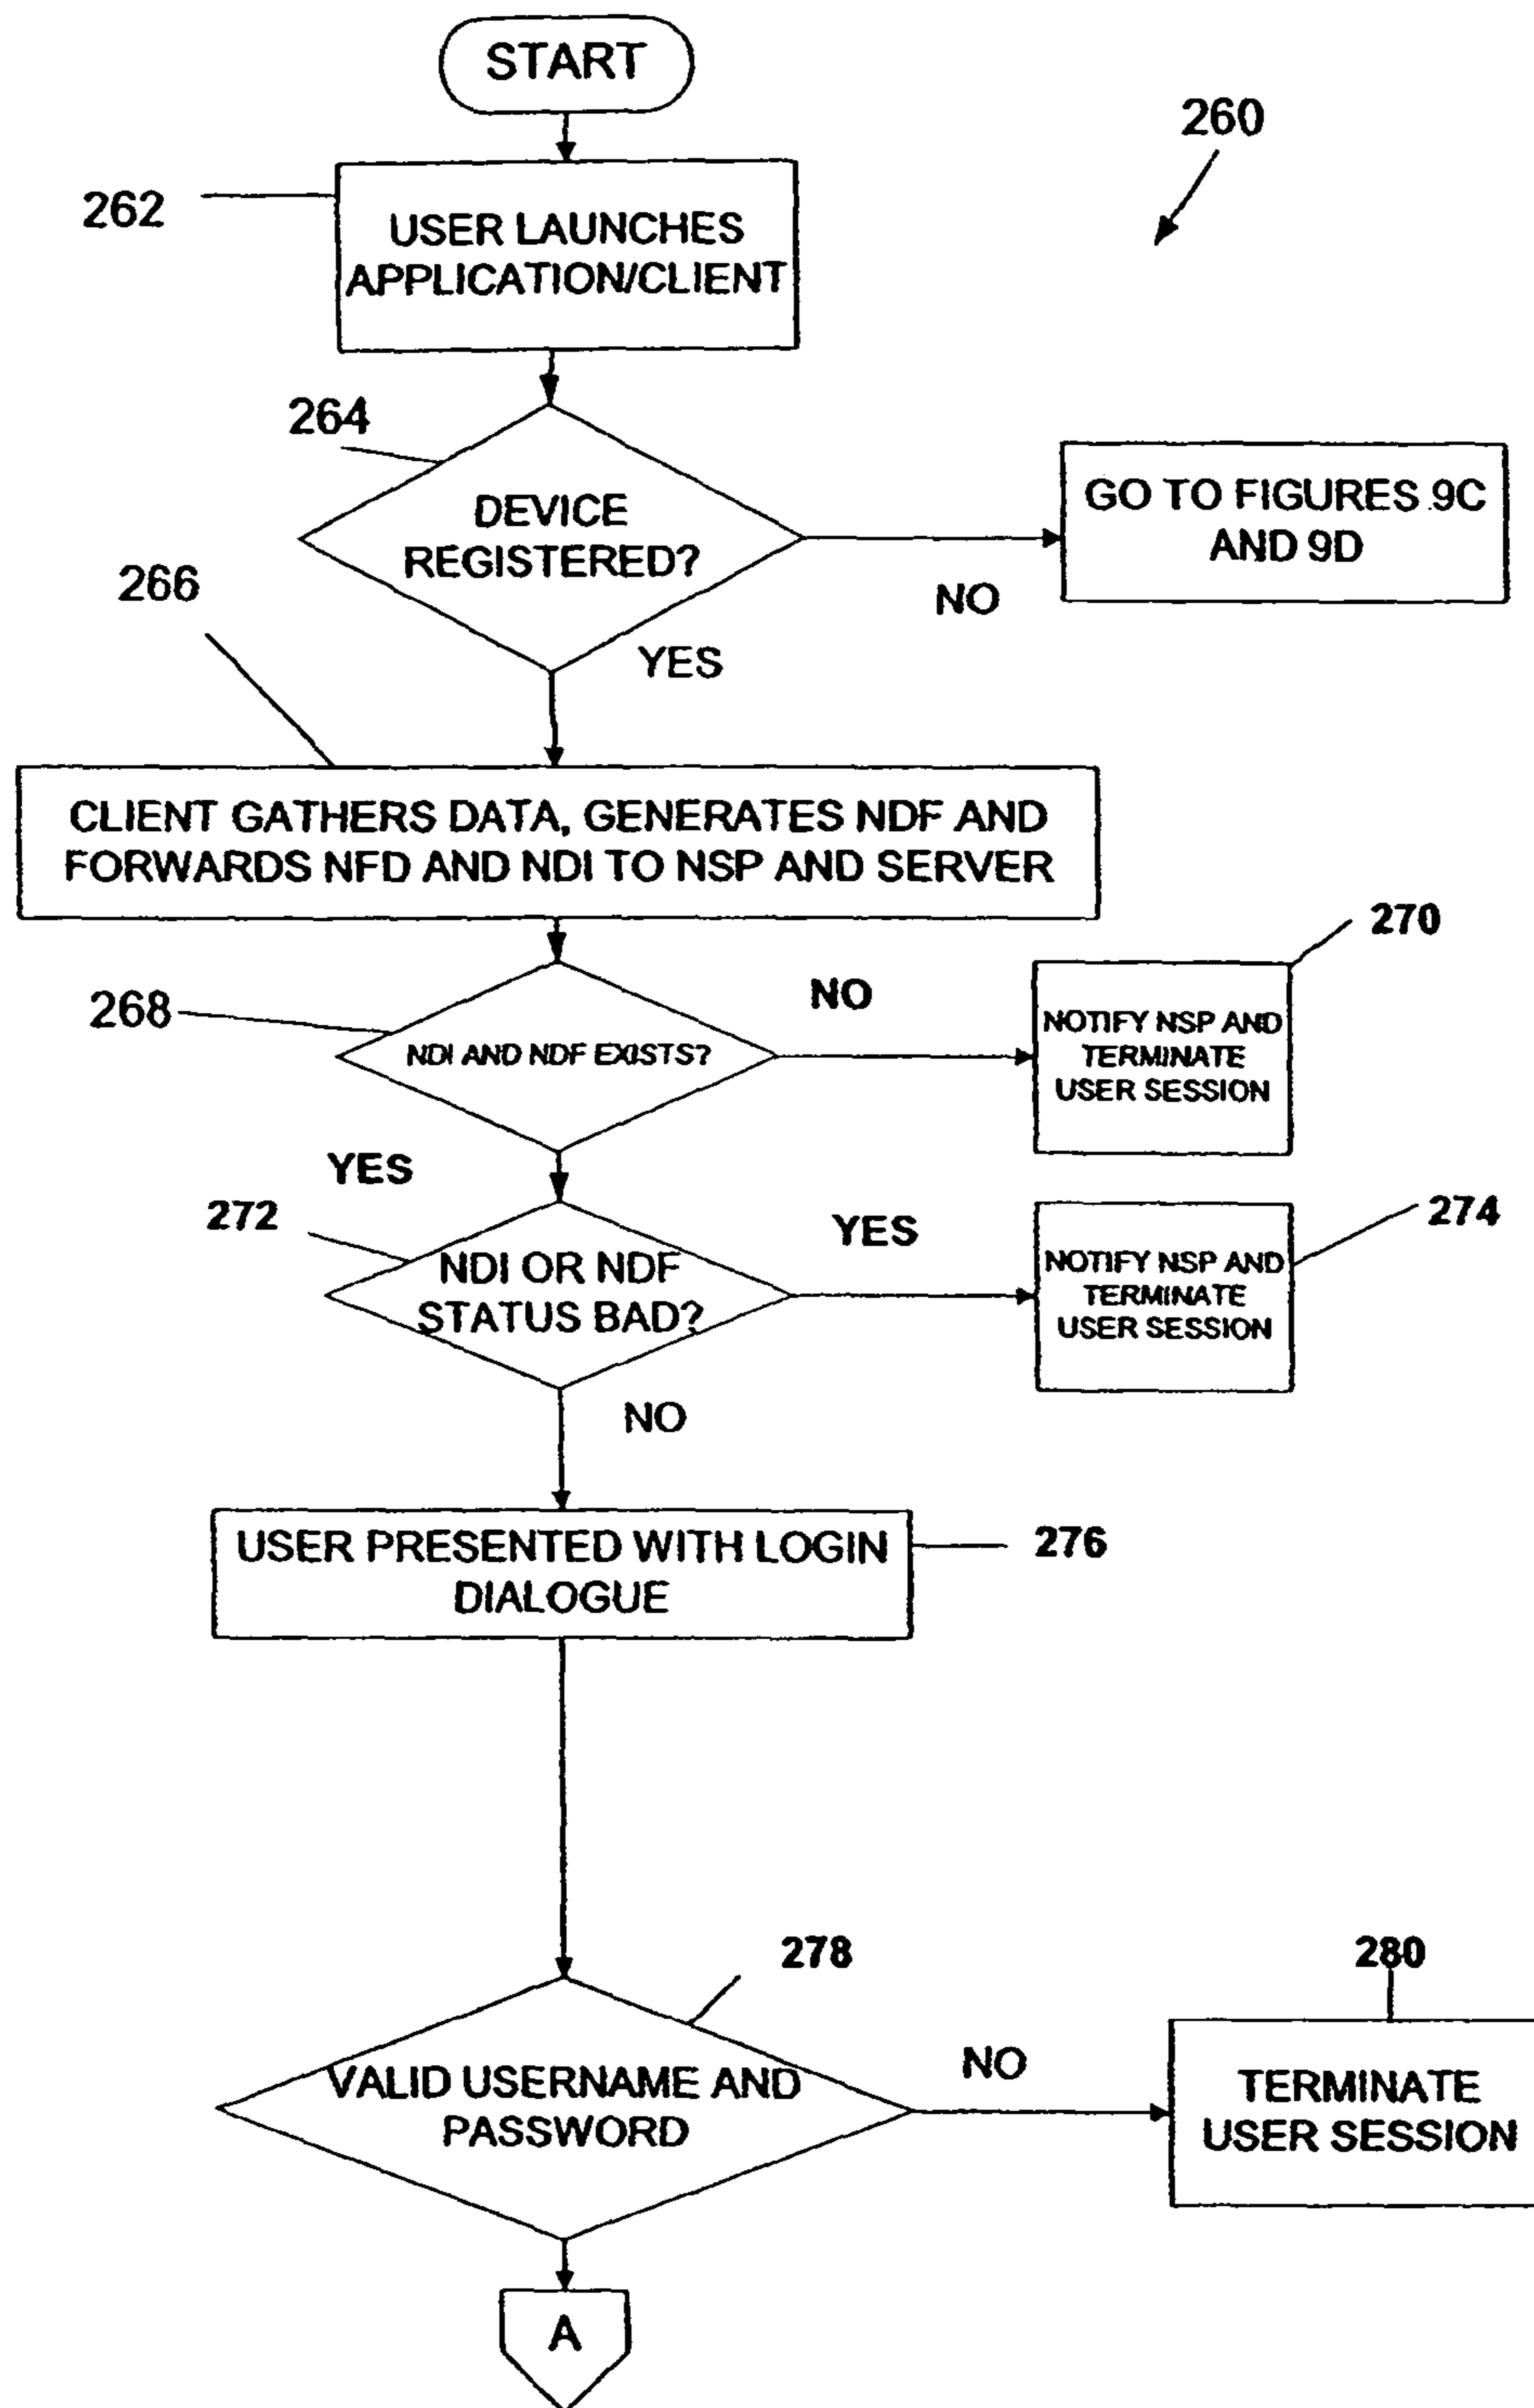 START
260
262
USER LAUNCHES
APPLICATION/CLIENT
264
DEVICE
REGISTERED?
GO TO FIGURES 9C
AND 9D
NO
266
YES
CLIENT GATHERS DATA, GENERATES NDF AND
FORWARDS NFD AND NDI TO NSP AND SERVER
270
268
NO
NDI AND NDF EXISTS?
NOTIFY NSP AND
TERMINATE
USER SESSION
YES
272
YES
274
NDI OR NDF
STATUS BAD?
NOTIFY NSP AND
TERMINATE
USER SESSION
NO
USER PRESENTED WITH LOGIN
DIALOGUE
276
278
280
NO
VALID USERNAME AND
PASSWORD
TERMINATE
USER SESSION
A